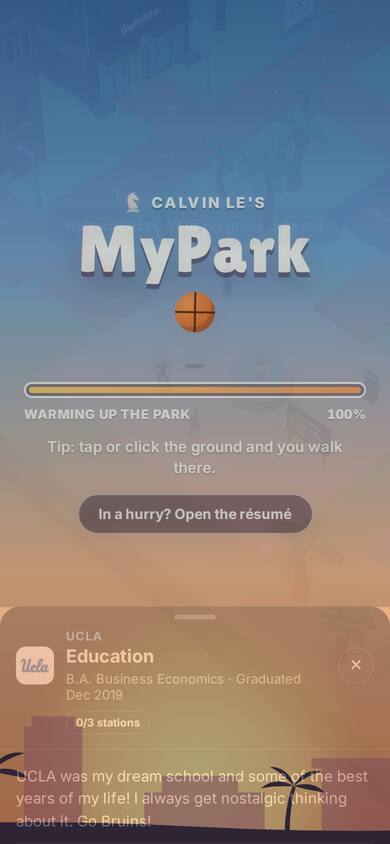 Deloitte.
CALVIN LE'S
MyPark
WARMING UP THE PARK
100%
Tip: tap or click the ground and you walk
there.
In a hurry? Open the résumé
UCLA
Ucla
Education
B.A. Business Economics · Graduated
Dec 2019
0/3 stations
UCLA was my dream school and some of the best
years of my life! I always get nostalgic thinking
about it. Go Bruins!